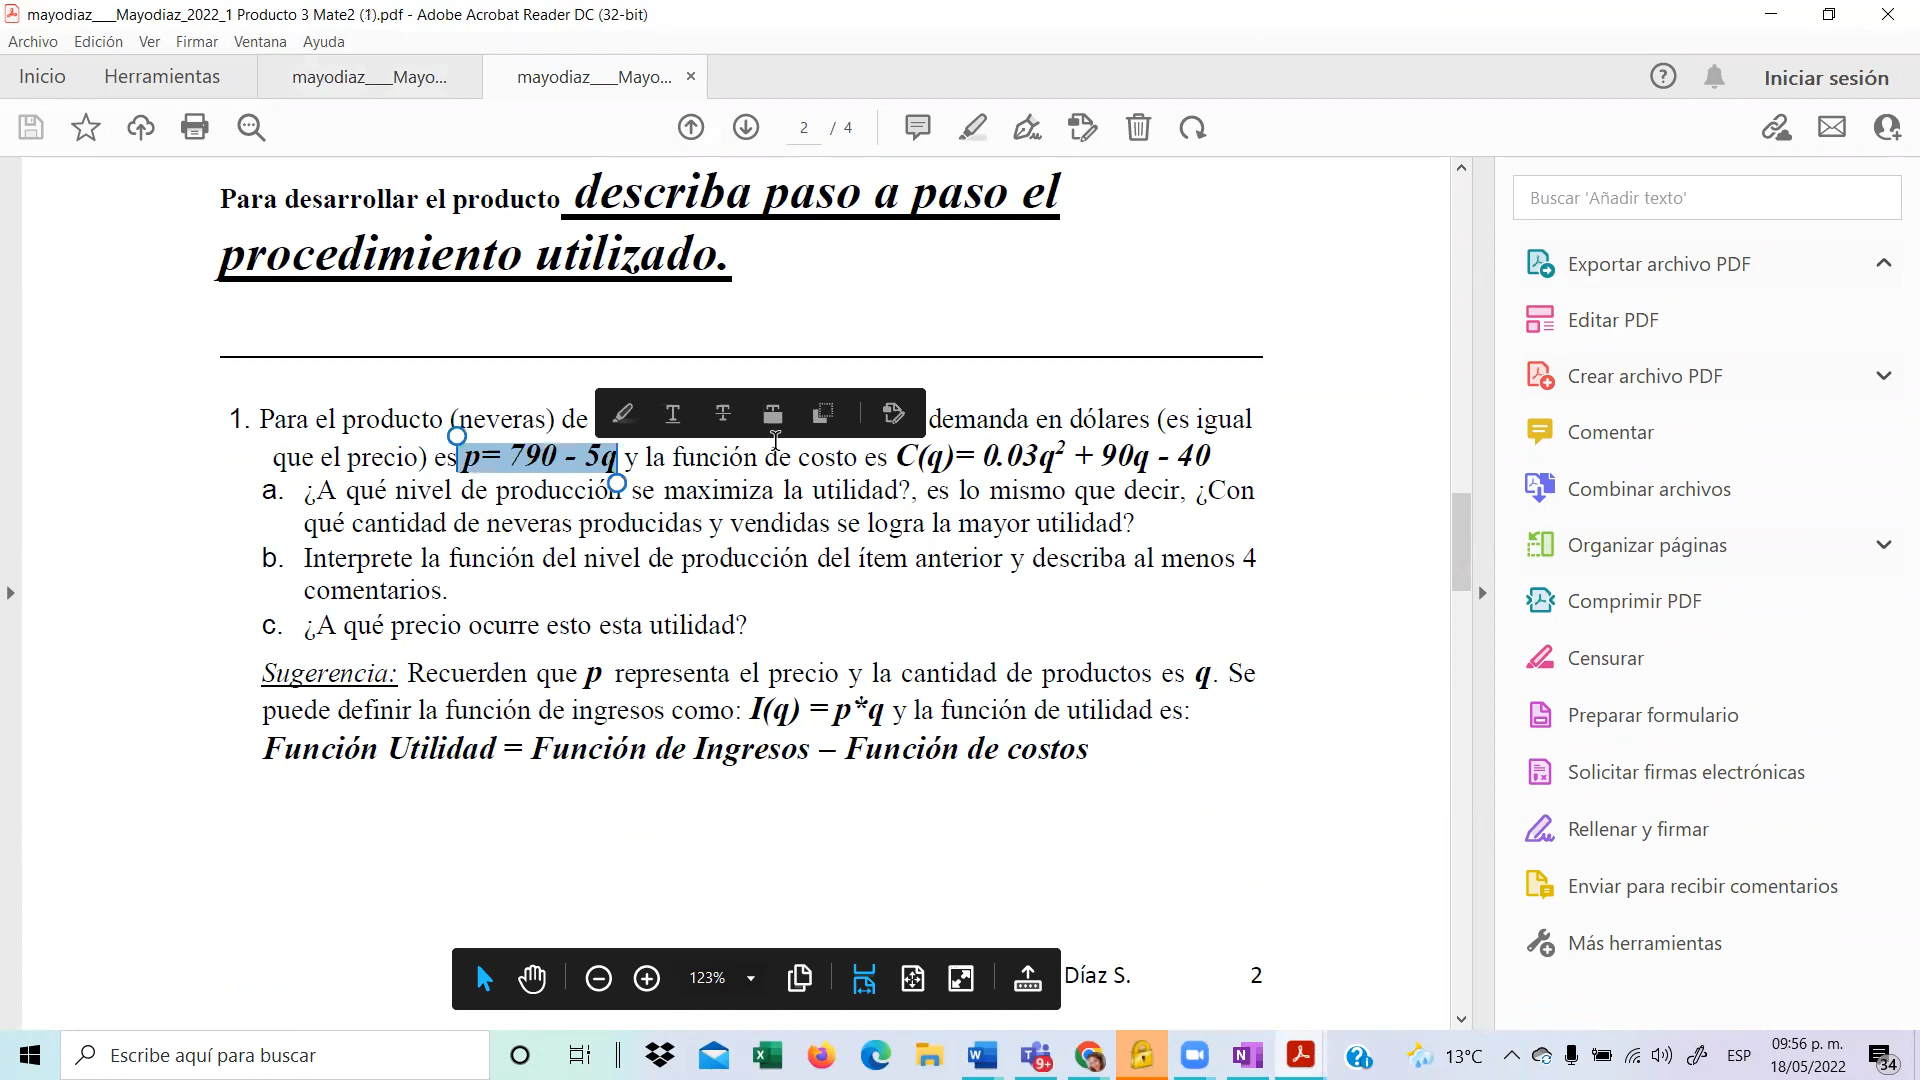 mayodiaz___Mayodiaz_2022_1 Producto 3 Mate2 (1).pdf - Adobe Acrobat Reader DC (32-bit)
Archivo Edición Ver Firmar Ventana Ayuda
Inicio Herramientas mayodiaz___Mayo... mayodiaz___Mayo... Iniciar sesión
2 / 4
Para desarrollar el producto describa paso a paso el
procedimiento utilizado.
1. Para el producto (neveras) de demanda en dólares (es igual
que el precio) es p= 790 - 5q y la función de costo es C(q)= 0.03q² + 90q - 40
a. ¿A qué nivel de producción se maximiza la utilidad?, es lo mismo que decir, ¿Con
qué cantidad de neveras producidas y vendidas se logra la mayor utilidad?
b. Interprete la función del nivel de producción del ítem anterior y describa al menos 4
comentarios.
c. ¿A qué precio ocurre esto esta utilidad?
Sugerencia: Recuerden que p representa el precio y la cantidad de productos es q. Se
puede definir la función de ingresos como: I(q) = p*q y la función de utilidad es:
Función Utilidad = Función de Ingresos – Función de costos
Díaz S. 2
123%
Buscar 'Añadir texto'
Exportar archivo PDF
Editar PDF
Crear archivo PDF
Comentar
Combinar archivos
Organizar páginas
Comprimir PDF
Censurar
Preparar formulario
Solicitar firmas electrónicas
Rellenar y firmar
Enviar para recibir comentarios
Más herramientas
Escribe aquí para buscar
9+
13°C
ESP
09:56 p. m.
18/05/2022
34